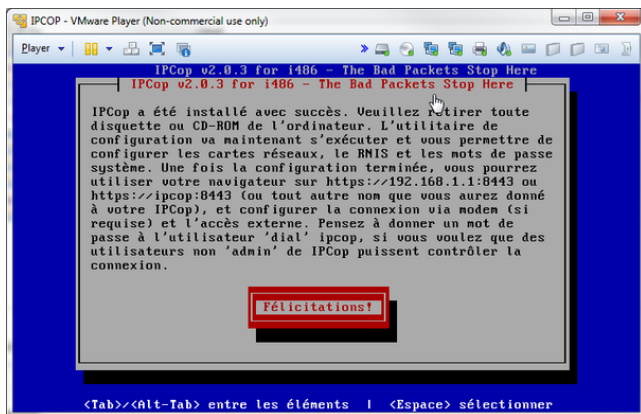 IPCOP - VMware Player (Non-commercial use only)
Player
IPCop v2.0.3 for i486 - The Bad Packets Stop Here
IPCop v2.0.3 for i486 - The Bad Packets Stop Here
IPCop a été installé avec succès. Veuillez retirer toute
disquette ou CD-ROM de l'ordinateur. L'utilitaire de
configuration va maintenant s'exécuter et vous permettre de
configurer les cartes réseaux, le RNIS et les mots de passe
système. Une fois la configuration terminée, vous pourrez
utiliser votre navigateur sur https://192.168.1.1:8443 ou
https://ipcop:8443 (ou tout autre nom que vous aurez donné
à votre IPCop), et configurer la connexion via modem (si
requise) et l'accès externe. Pensez à donner un mot de
passe à l'utilisateur 'dial' ipcop, si vous voulez que des
utilisateurs non 'admin' de IPCop puissent contrôler la
connexion.
Félicitations!
<Tab>/<Alt-Tab> entre les éléments | <Espace> sélectionner